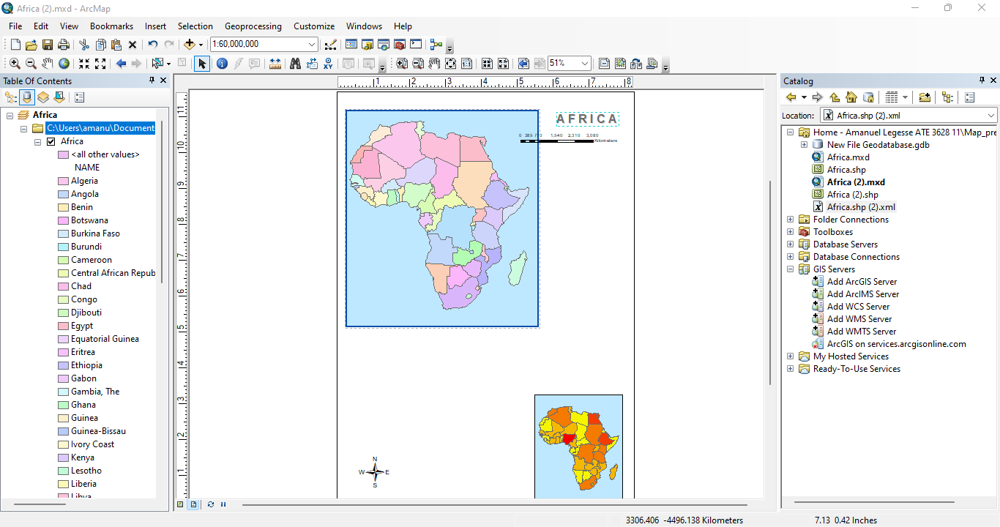 Africa (2).mxd - ArcMap
File Edit View Bookmarks Insert Selection Geoprocessing Customize Windows Help
1:60,000,000
51%
Table Of Contents
Africa
C:\Users\amanu\Document
Africa
<all other values>
NAME
Algeria
Angola
Benin
Botswana
Burkina Faso
Burundi
Cameroon
Central African Repub
Chad
Congo
Djibouti
Egypt
Equatorial Guinea
Eritrea
Ethiopia
Gabon
Gambia, The
Ghana
Guinea
Guinea-Bissau
Ivory Coast
Kenya
Lesotho
Liberia
Libya
1 2 3 4 5 6 7 8
11
10
9
8
7
6
5
4
3
2
1
AFRICA
0 385 770 1,540 2,310 3,080
Kilometers
N
W E
S
Catalog
Location: Africa.shp (2).xml
Home - Amanuel Legesse ATE 3628 11\Map_pre
New File Geodatabase.gdb
Africa.mxd
Africa.shp
Africa (2).mxd
Africa (2).shp
Africa.shp (2).xml
Folder Connections
Toolboxes
Database Servers
Database Connections
GIS Servers
Add ArcGIS Server
Add ArcIMS Server
Add WCS Server
Add WMS Server
Add WMTS Server
ArcGIS on services.arcgisonline.com
My Hosted Services
Ready-To-Use Services
3306.406 -4496.138 Kilometers
7.13 0.42 Inches